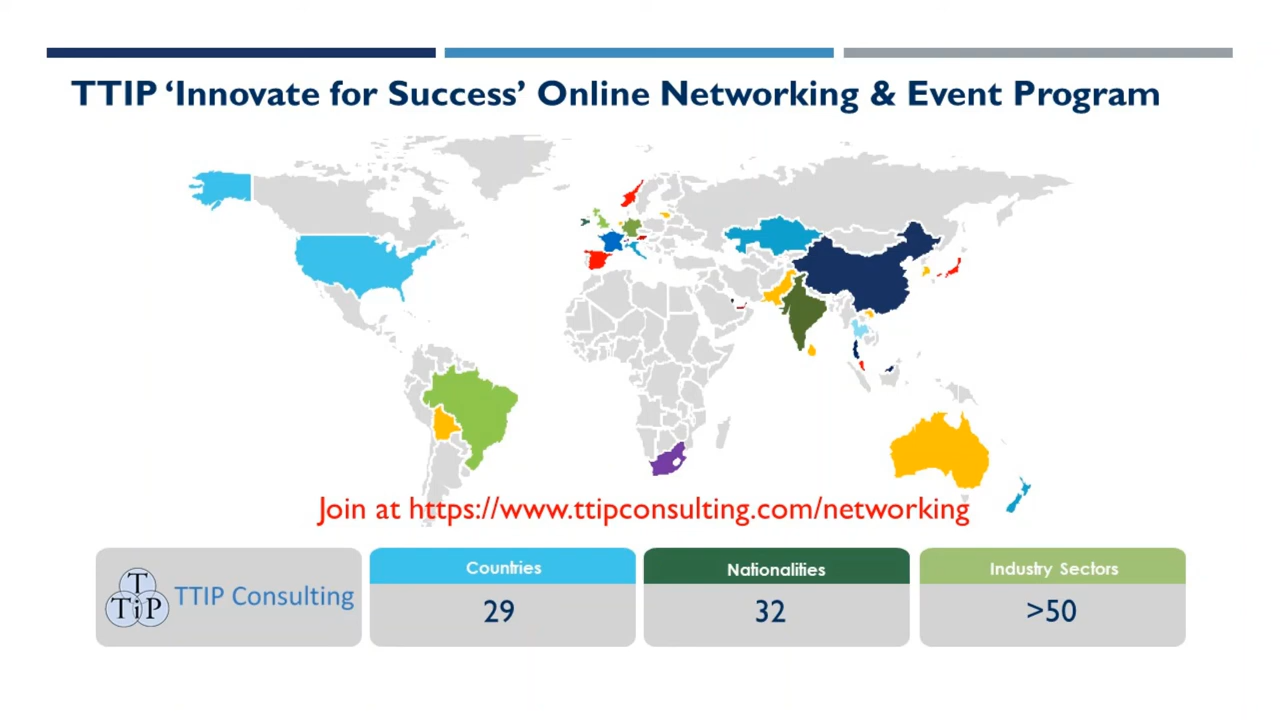 TTIP ‘Innovate for Success’ Online Networking & Event Program
Join at https://www.ttipconsulting.com/networking
T
TiP
TTIP Consulting
Countries
29
Nationalities
32
Industry Sectors
>50